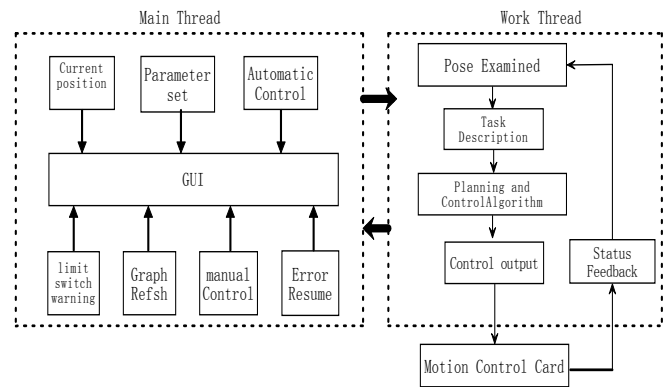 Main Thread
Work Thread
Current
position
Parameter
set
Automatic
Control
GUI
limit
switch
warning
Graph
Refsh
manual
Control
Error
Resume
Pose Examined
Task
Description
Planning and
ControlAlgorithm
Control output
Status
Feedback
Motion Control Card